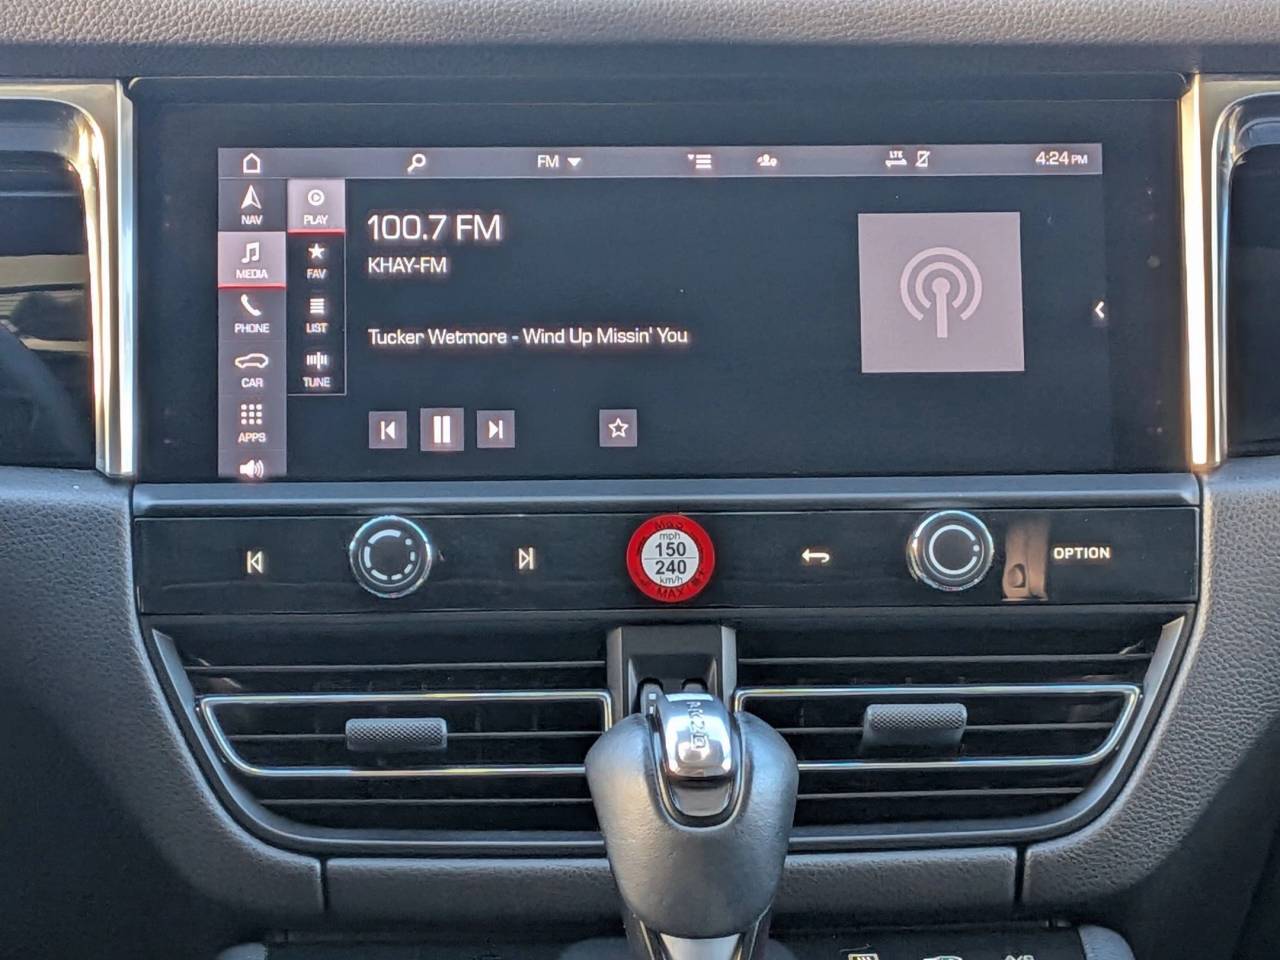 FM
LTE
4:24 PM
NAV
PLAY
100.7 FM
KHAY-FM
MEDIA
FAV
PHONE
LIST
Tucker Wetmore - Wind Up Missin' You
CAR
TUNE
APPS
mph
150
240
km/h
MAX
OPTION